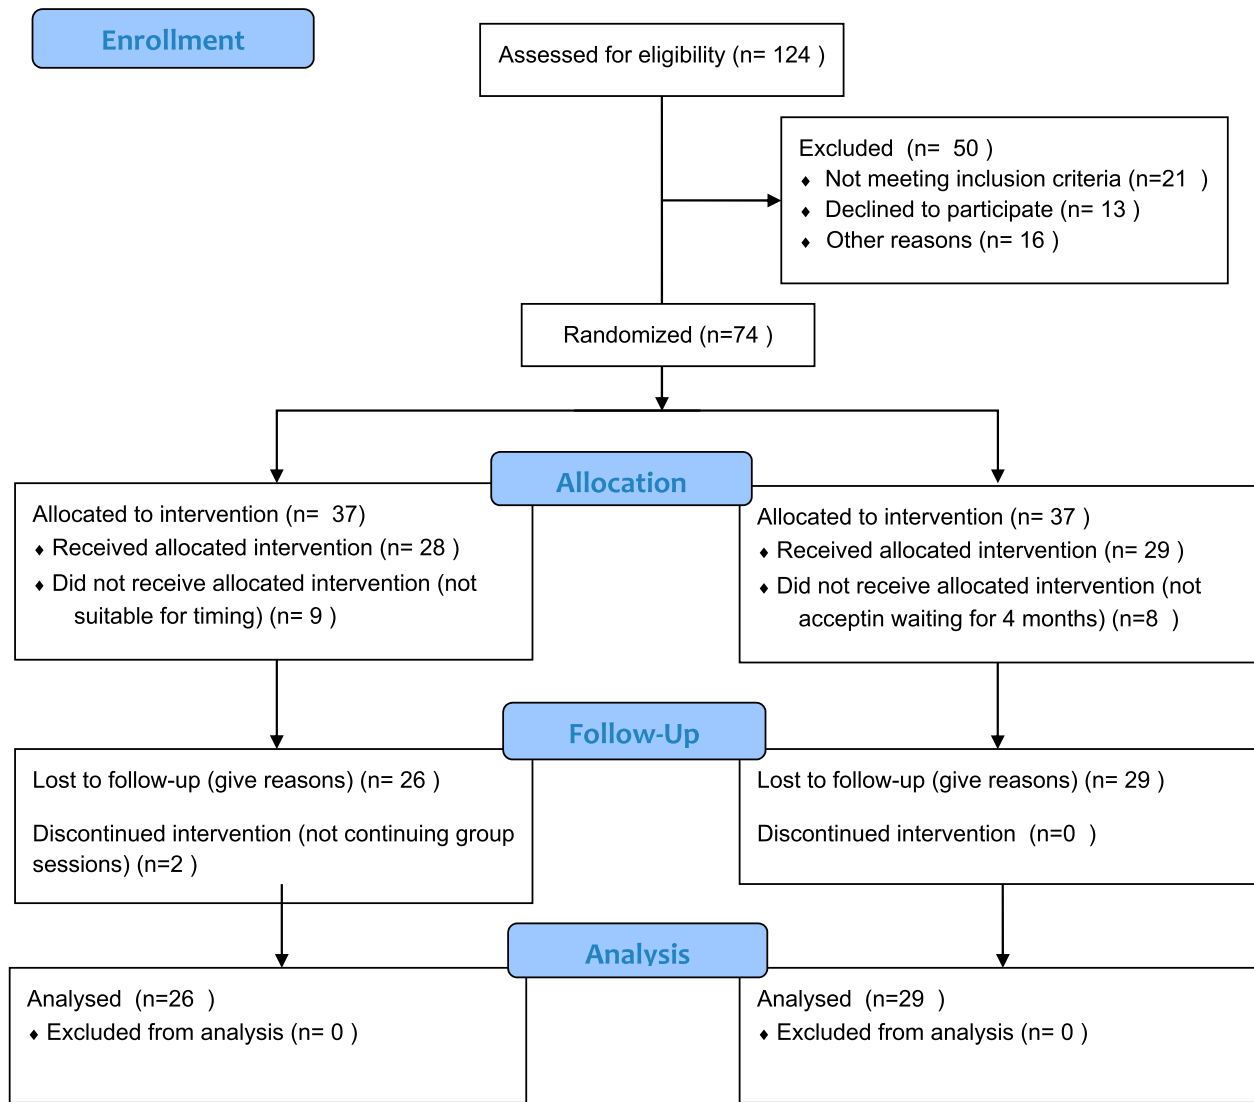 Enrollment
Assessed for eligibility (n= 124 )
Excluded (n= 50 )
♦ Not meeting inclusion criteria (n=21 )
♦ Declined to participate (n= 13 )
♦ Other reasons (n= 16 )
Randomized (n=74 )
Allocation
Allocated to intervention (n= 37)
♦ Received allocated intervention (n= 28 )
♦ Did not receive allocated intervention (not
suitable for timing) (n= 9 )
Allocated to intervention (n= 37 )
♦ Received allocated intervention (n= 29 )
♦ Did not receive allocated intervention (not
acceptin waiting for 4 months) (n=8 )
Follow-Up
Lost to follow-up (give reasons) (n= 26 )
Discontinued intervention (not continuing group
sessions) (n=2 )
Lost to follow-up (give reasons) (n= 29 )
Discontinued intervention (n=0 )
Analysis
Analysed (n=26 )
♦ Excluded from analysis (n= 0 )
Analysed (n=29 )
♦ Excluded from analysis (n= 0 )